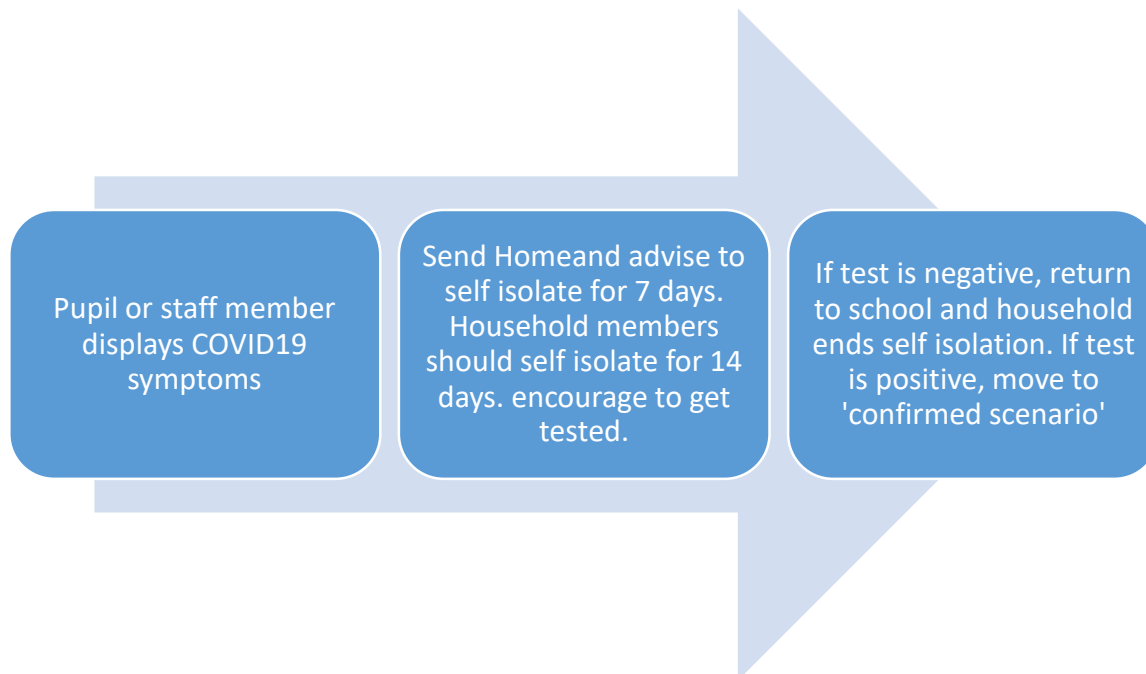 Pupil or staff member
displays COVID19
symptoms
Send Homeand advise to
self isolate for 7 days.
Household members
should self isolate for 14
days. encourage to get
tested.
If test is negative, return
to school and household
ends self isolation. If test
is positive, move to
'confirmed scenario'